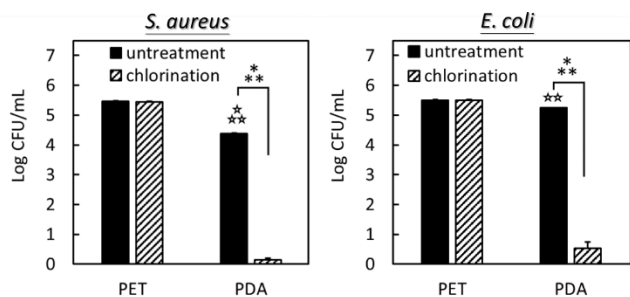 S. aureus
Log CFU/mL
7
6
5
4
3
2
1
0
untreatment
chlorination
*
**
☆
☆☆
PET
PDA
E. coli
Log CFU/mL
7
6
5
4
3
2
1
0
untreatment
chlorination
*
**
☆☆
PET
PDA